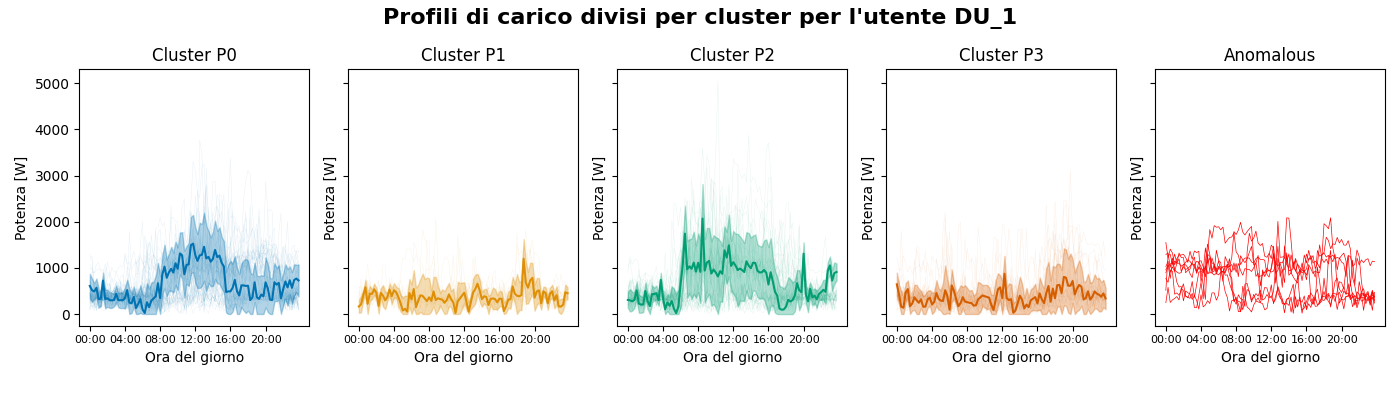 Profili di carico divisi per cluster per l'utente DU_1
Cluster P0
Cluster P1
Cluster P2
Cluster P3
Anomalous
5000
4000
3000
2000
1000
0
Potenza [W]
Potenza [W]
Potenza [W]
Potenza [W]
Potenza [W]
00:00 04:00 08:00 12:00 16:00 20:00
00:00 04:00 08:00 12:00 16:00 20:00
00:00 04:00 08:00 12:00 16:00 20:00
00:00 04:00 08:00 12:00 16:00 20:00
00:00 04:00 08:00 12:00 16:00 20:00
Ora del giorno
Ora del giorno
Ora del giorno
Ora del giorno
Ora del giorno